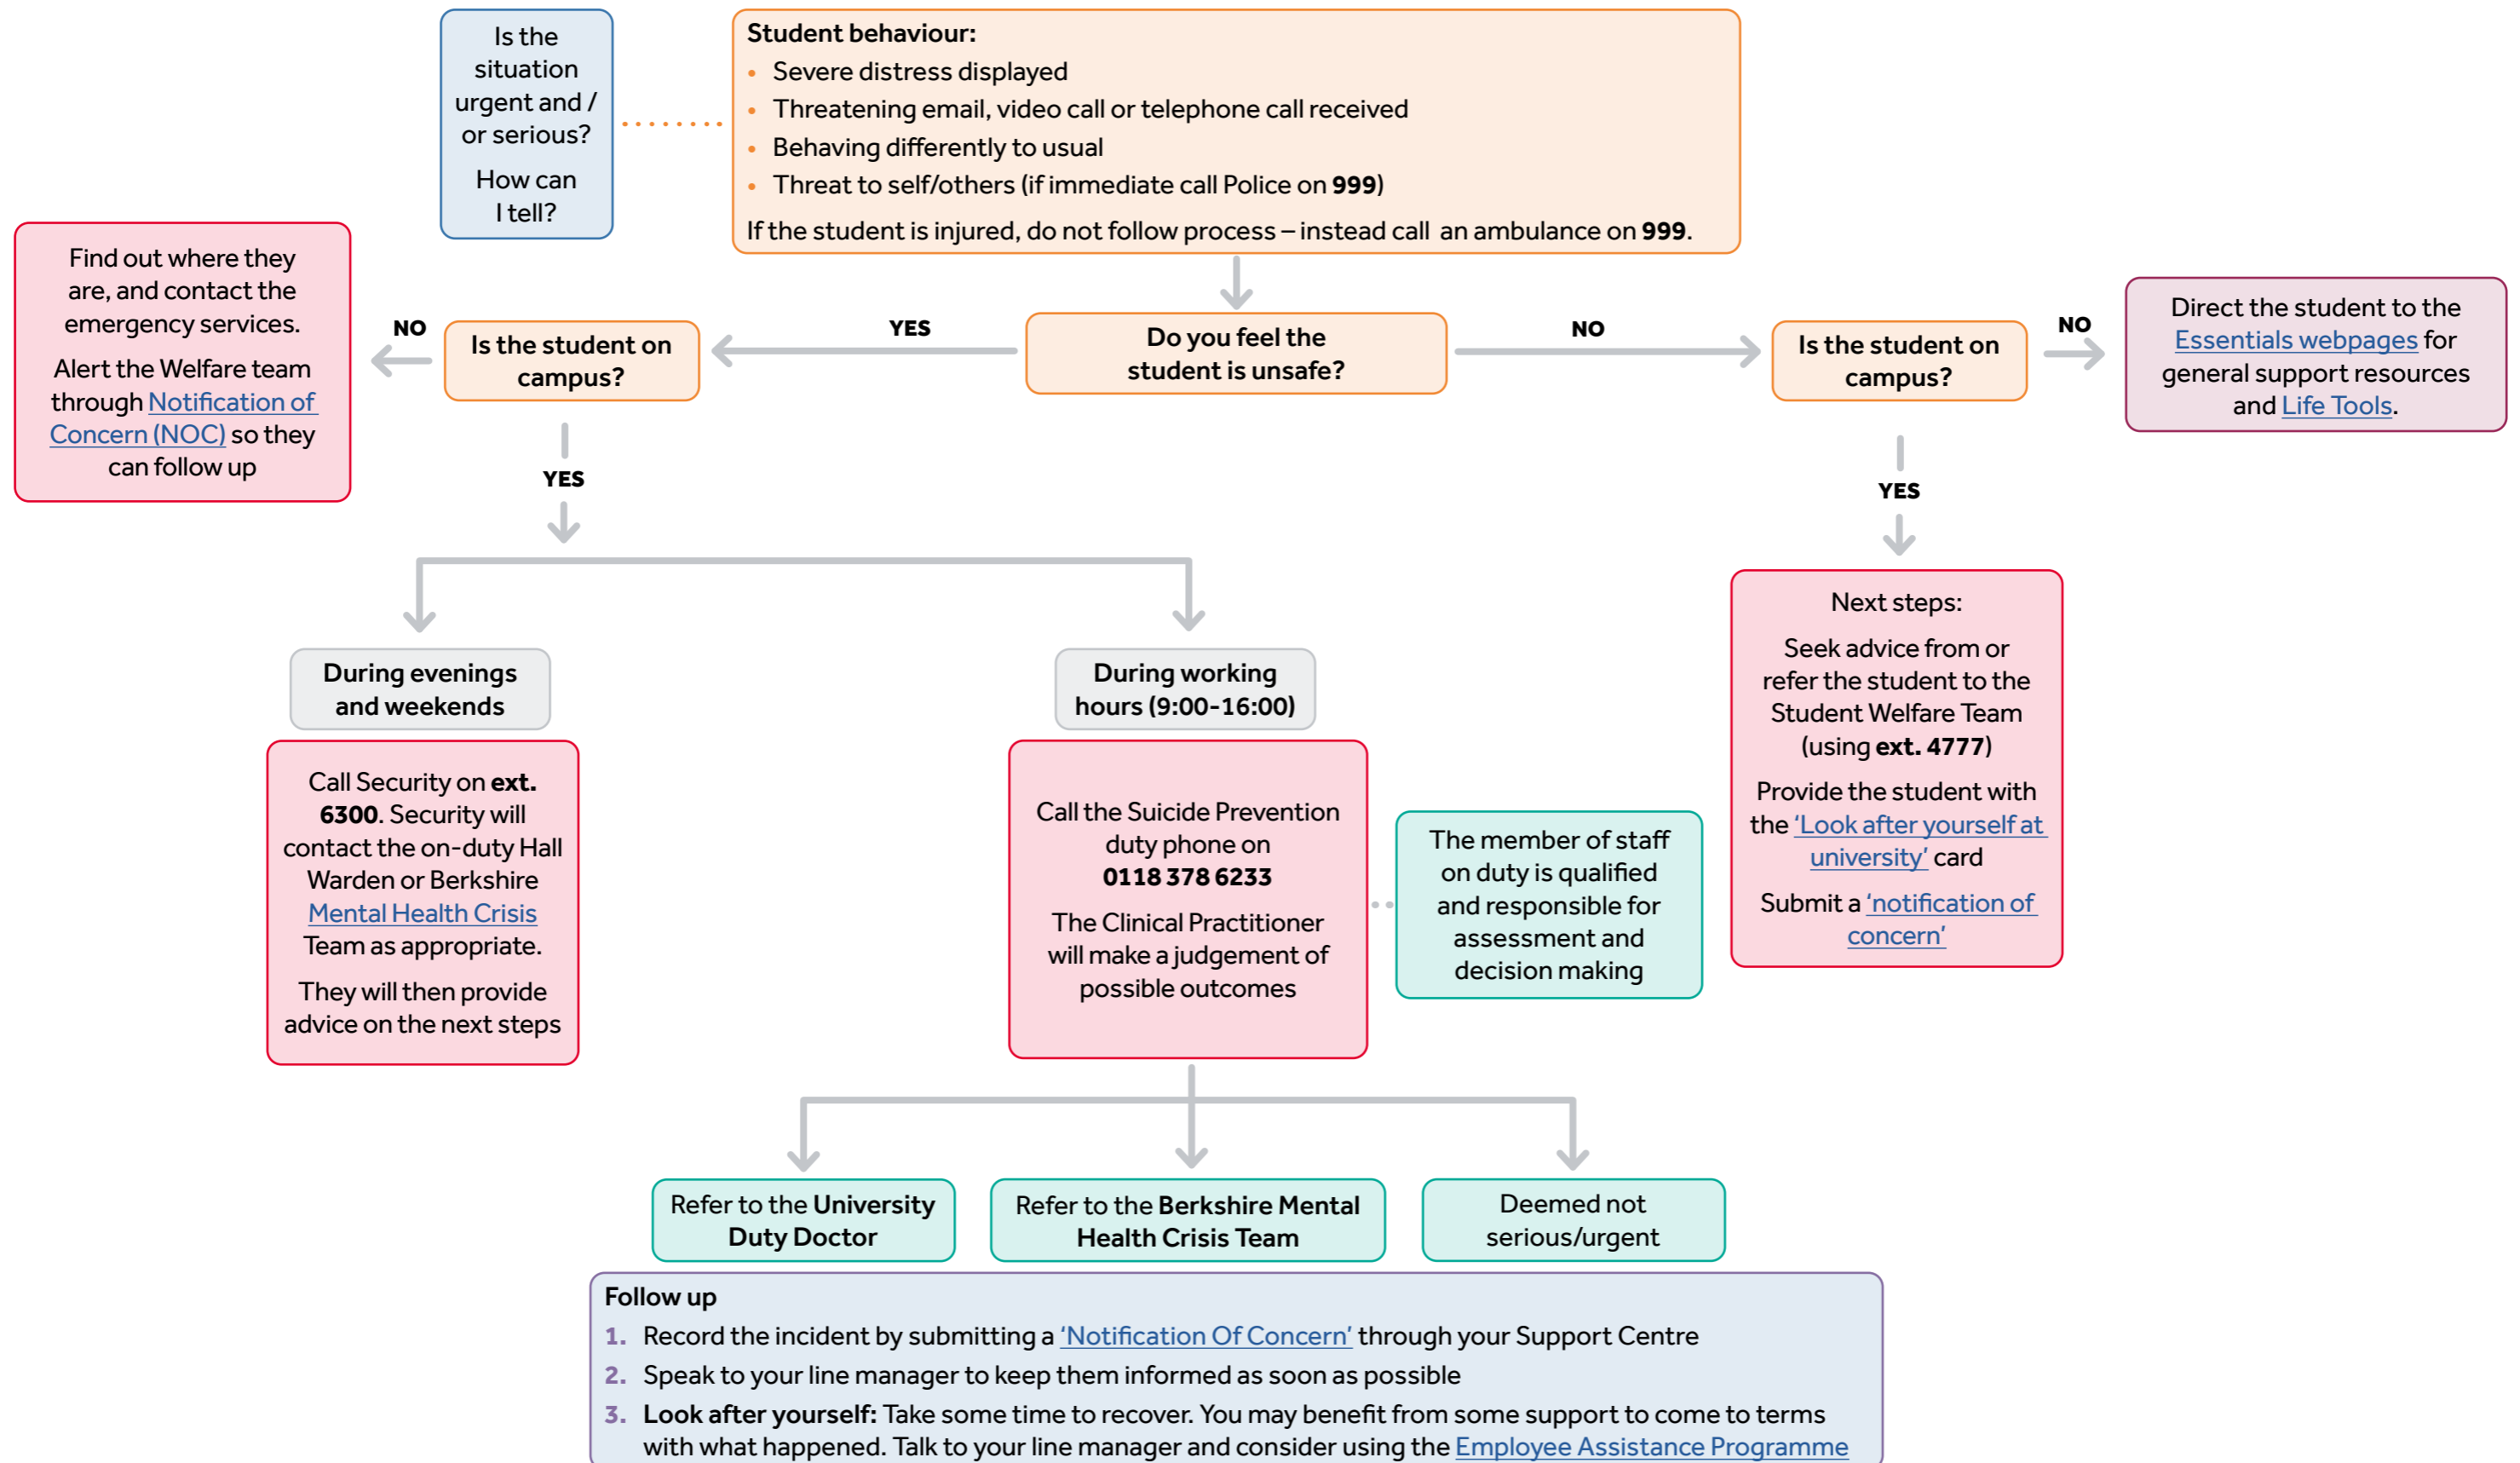 Is the
situation
urgent and /
or serious?
How can
I tell?
Student behaviour:
• Severe distress displayed
• Threatening email, video call or telephone call received
• Behaving differently to usual
• Threat to self/others (if immediate call Police on 999)
If the student is injured, do not follow process – instead call an ambulance on 999.
Find out where they
are, and contact the
emergency services.
Alert the Welfare team
through Notification of
Concern (NOC) so they
can follow up
NO
Is the student on
campus?
YES
Do you feel the
student is unsafe?
NO
Is the student on
campus?
NO
Direct the student to the
Essentials webpages for
general support resources
and Life Tools.
YES
YES
During evenings
and weekends
Call Security on ext.
6300. Security will
contact the on-duty Hall
Warden or Berkshire
Mental Health Crisis
Team as appropriate.
They will then provide
advice on the next steps
During working
hours (9:00-16:00)
Call the Suicide Prevention
duty phone on
0118 378 6233
The Clinical Practitioner
will make a judgement of
possible outcomes
The member of staff
on duty is qualified
and responsible for
assessment and
decision making
Next steps:
Seek advice from or
refer the student to the
Student Welfare Team
(using ext. 4777)
Provide the student with
the ‘Look after yourself at
university’ card
Submit a ‘notification of
concern’
Refer to the University
Duty Doctor
Refer to the Berkshire Mental
Health Crisis Team
Deemed not
serious/urgent
Follow up
1. Record the incident by submitting a ‘Notification Of Concern’ through your Support Centre
2. Speak to your line manager to keep them informed as soon as possible
3. Look after yourself: Take some time to recover. You may benefit from some support to come to terms
with what happened. Talk to your line manager and consider using the Employee Assistance Programme